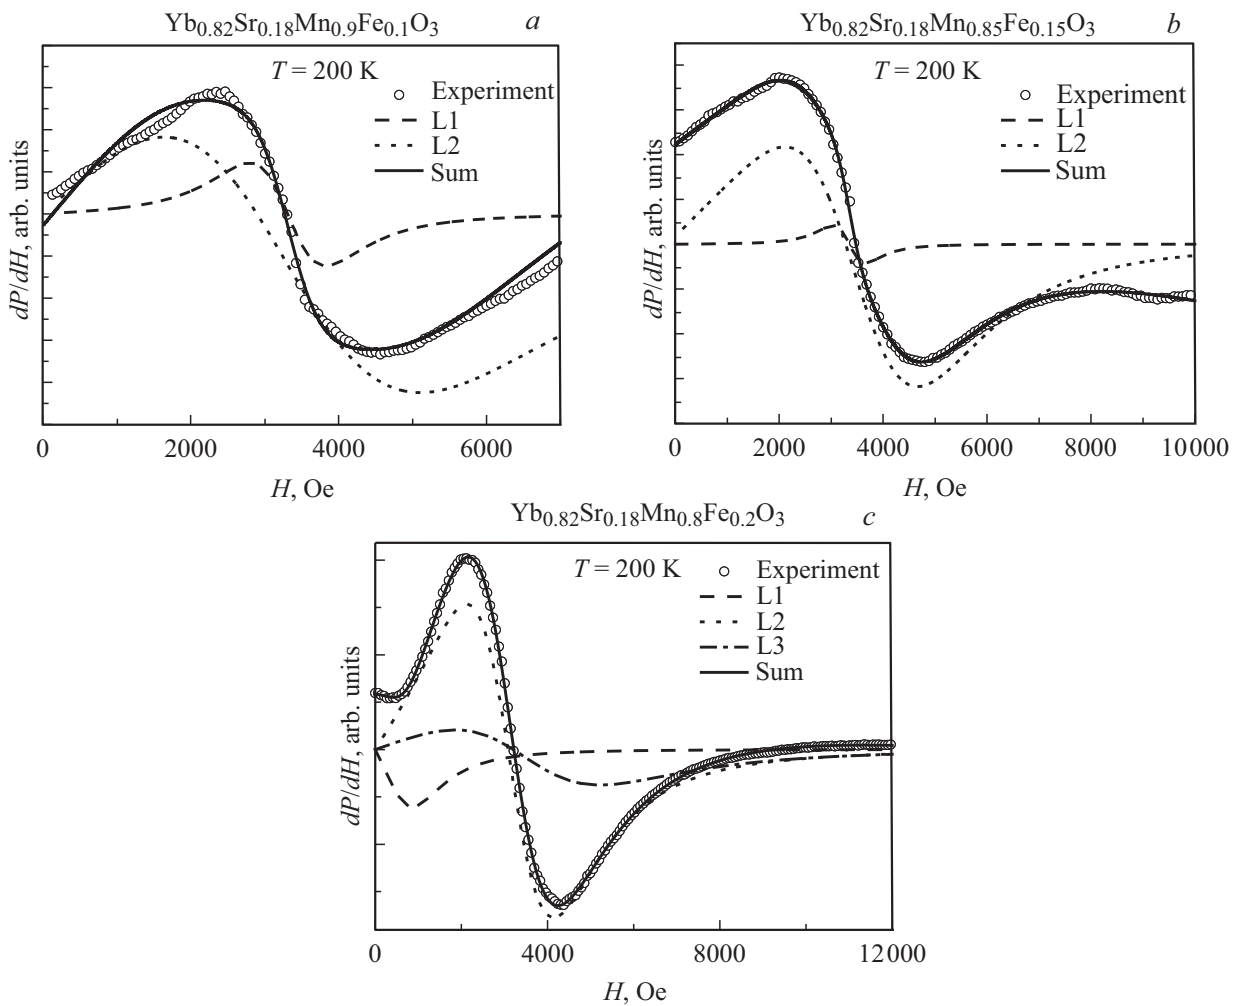 Yb0.82Sr0.18Mn0.9Fe0.1O3 a
T = 200 K
Experiment
L1
L2
Sum
dP/dH, arb. units
0 2000 4000 6000
H, Oe
Yb0.82Sr0.18Mn0.85Fe0.15O3 b
T = 200 K
Experiment
L1
L2
Sum
dP/dH, arb. units
0 2000 4000 6000 8000 10000
H, Oe
Yb0.82Sr0.18Mn0.8Fe0.2O3 c
T = 200 K
Experiment
L1
L2
L3
Sum
dP/dH, arb. units
0 4000 8000 12000
H, Oe